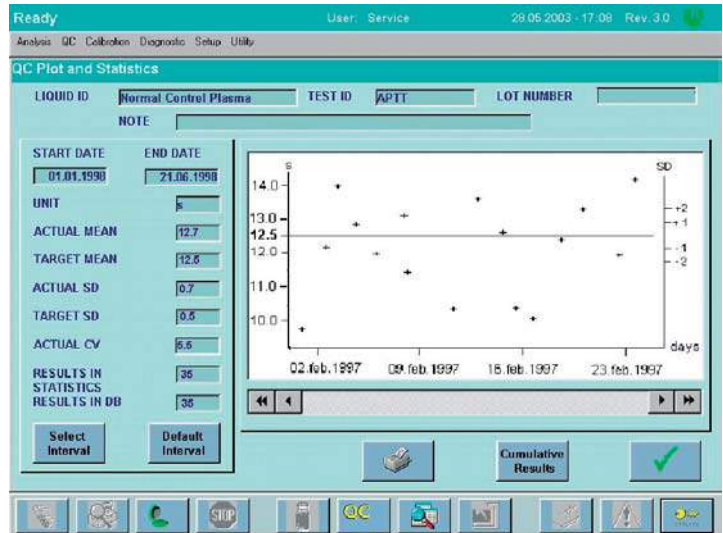 Ready User: Service 28.05.2003 - 17:08 Rev. 3.0
Analysis QC Calibration Diagnostic Setup Utility
QC Plot and Statistics
LIQUID ID Normal Control Plasma TEST ID APTT LOT NUMBER
NOTE
START DATE END DATE
01.01.1998 21.06.1998
UNIT s
ACTUAL MEAN 12.7
TARGET MEAN 12.5
ACTUAL SD 0.7
TARGET SD 0.5
ACTUAL CV 5.5
RESULTS IN
STATISTICS 35
RESULTS IN DB 35
Select
Interval
Default
Interval
s SD
14.0
13.0 +2
12.5 +1
12.0 -1
11.0 -2
10.0
days
02.feb.1997 09.feb.1997 16.feb.1997 23.feb.1997
Cumulative
Results
STOP QC